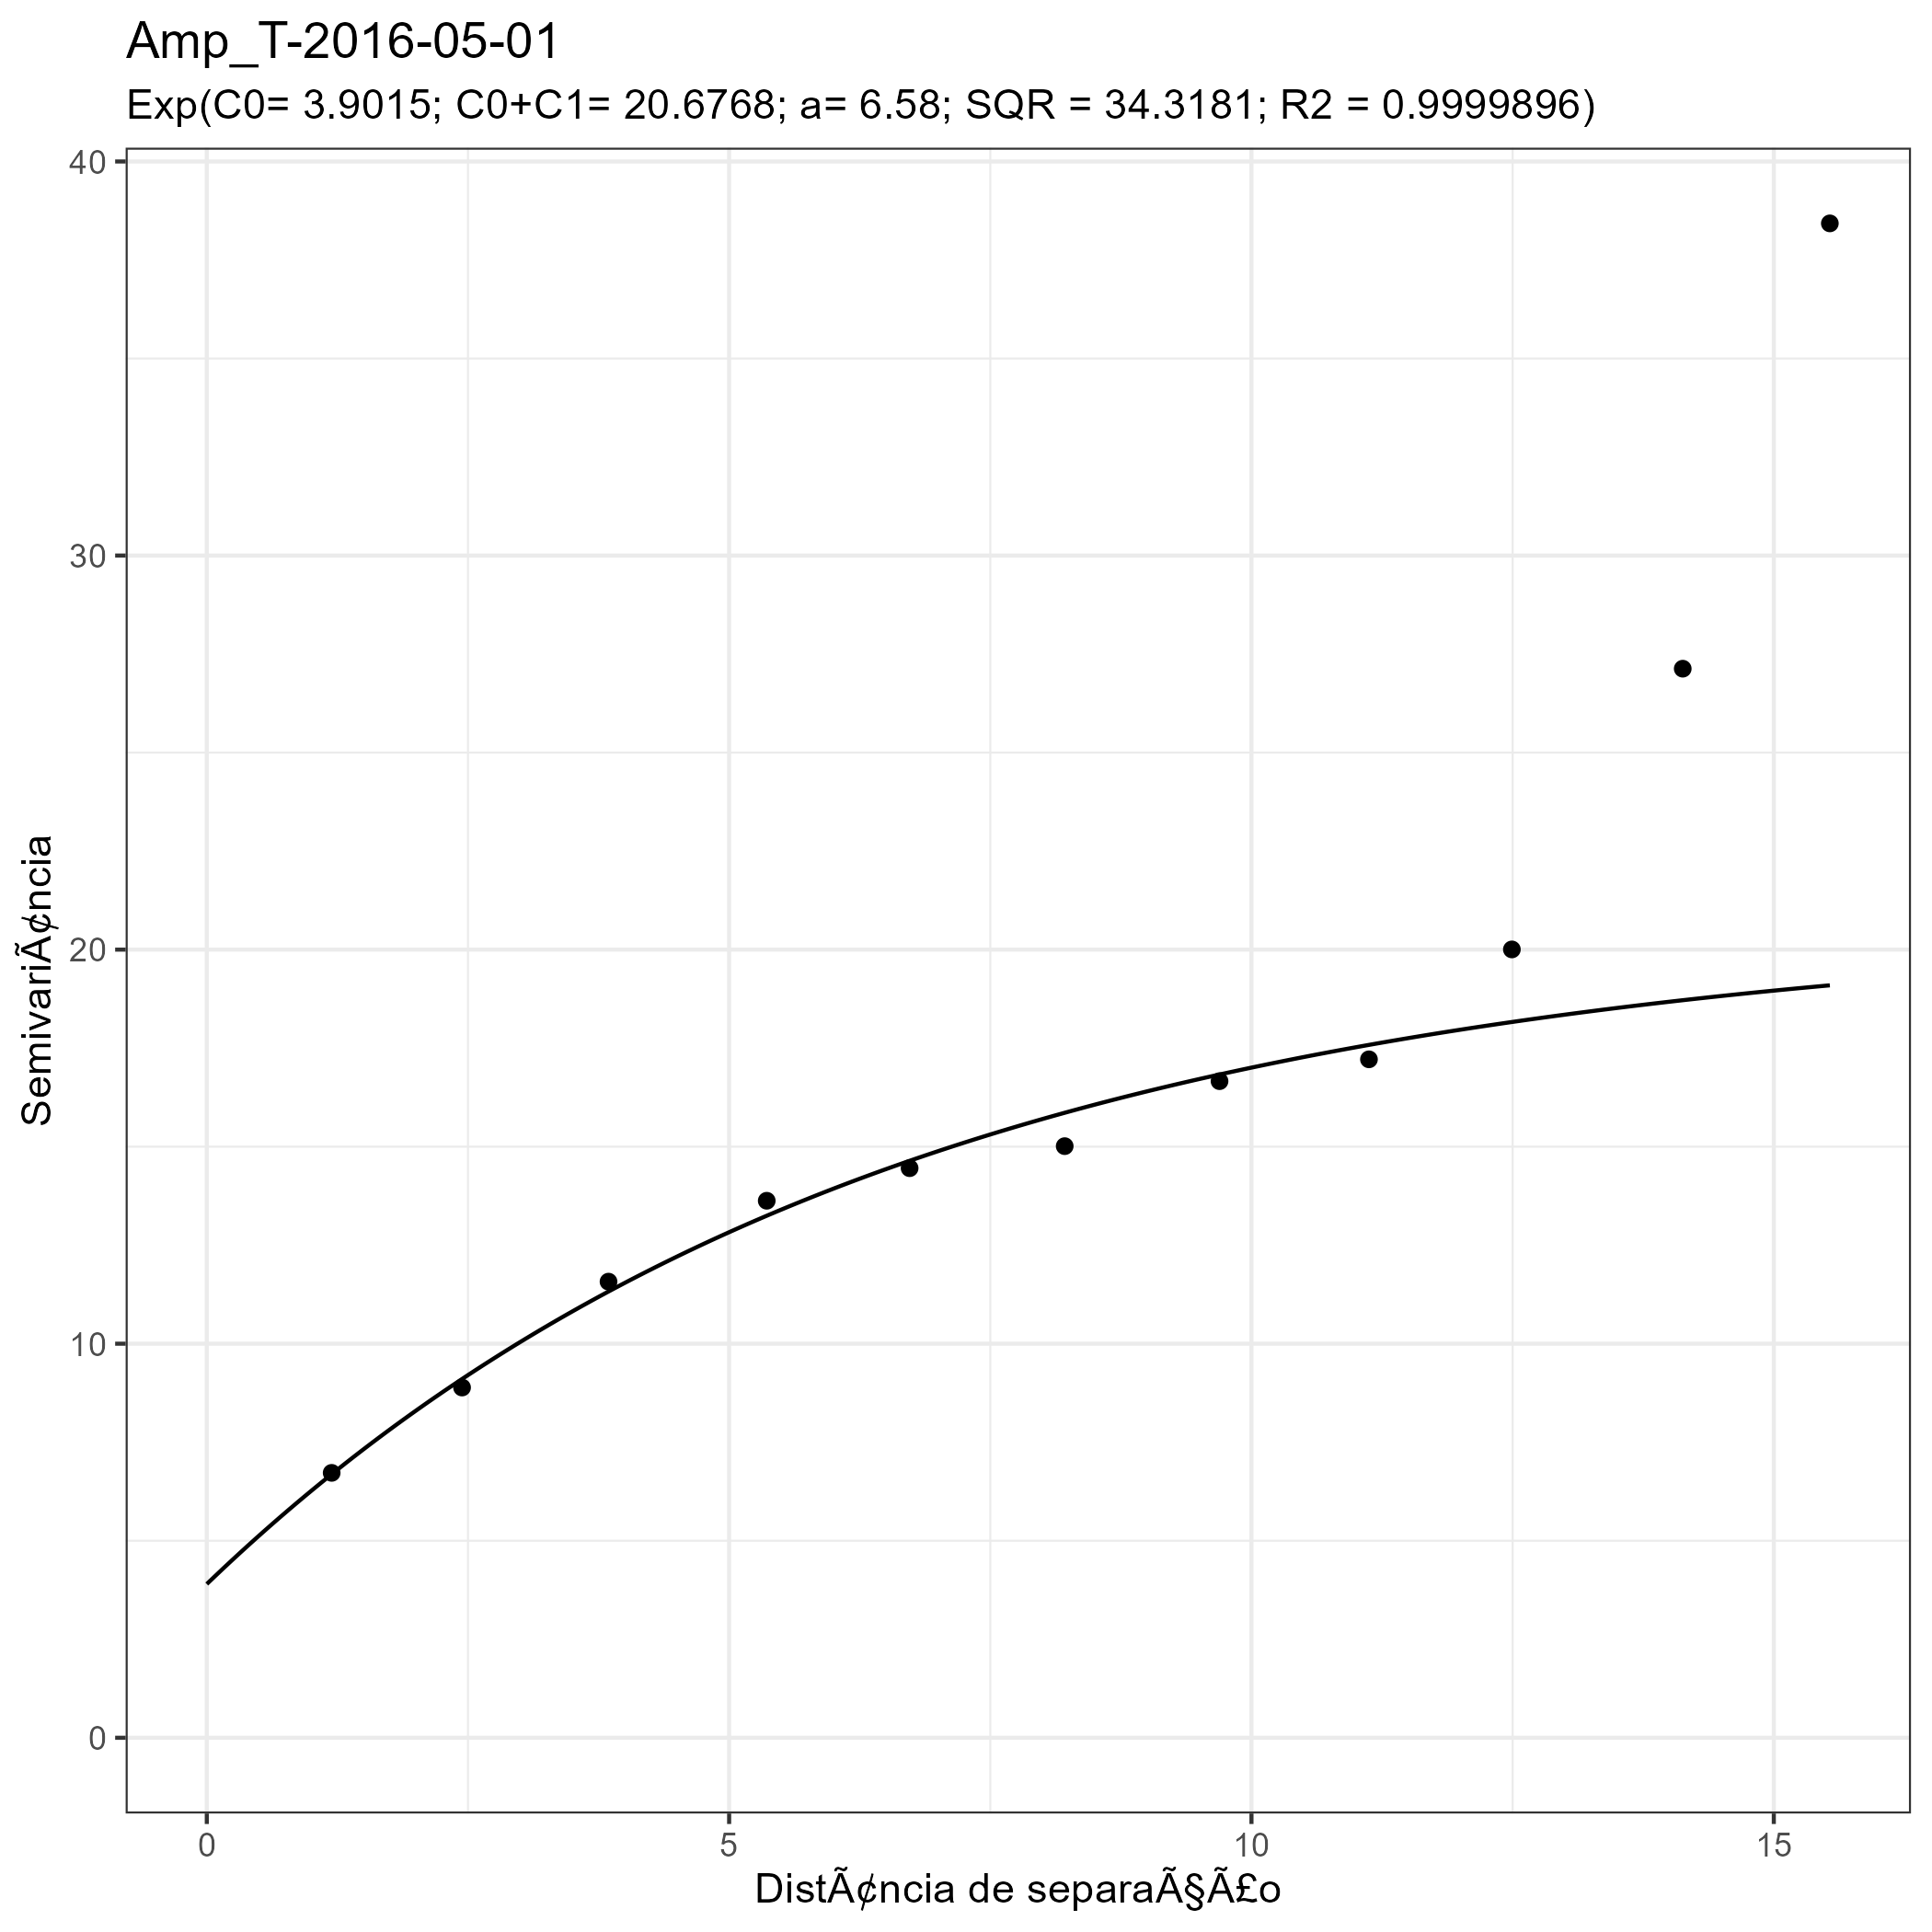 Amp_T-2016-05-01
Exp(C0= 3.9015; C0+C1= 20.6768; a= 6.58; SQR = 34.3181; R2 = 0.9999896)
40
30
20
10
0
SemivariÃ¢ncia
0
5
10
15
DistÃ¢ncia de separaÃ§Ã£o